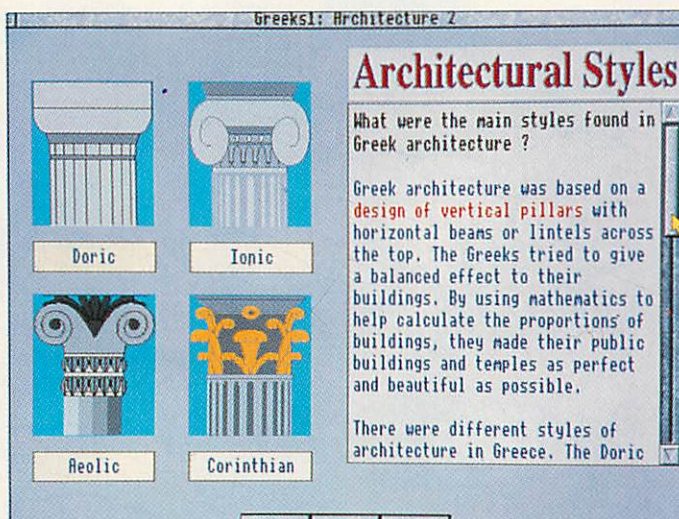 Greeks1: Architecture 2
Architectural Styles
What were the main styles found in
Greek architecture ?
Greek architecture was based on a
design of vertical pillars with
horizontal beams or lintels across
the top. The Greeks tried to give
a balanced effect to their
buildings. By using mathematics to
help calculate the proportions of
buildings, they made their public
buildings and temples as perfect
and beautiful as possible.
There were different styles of
architecture in Greece. The Doric
Doric
Ionic
Aeolic
Corinthian